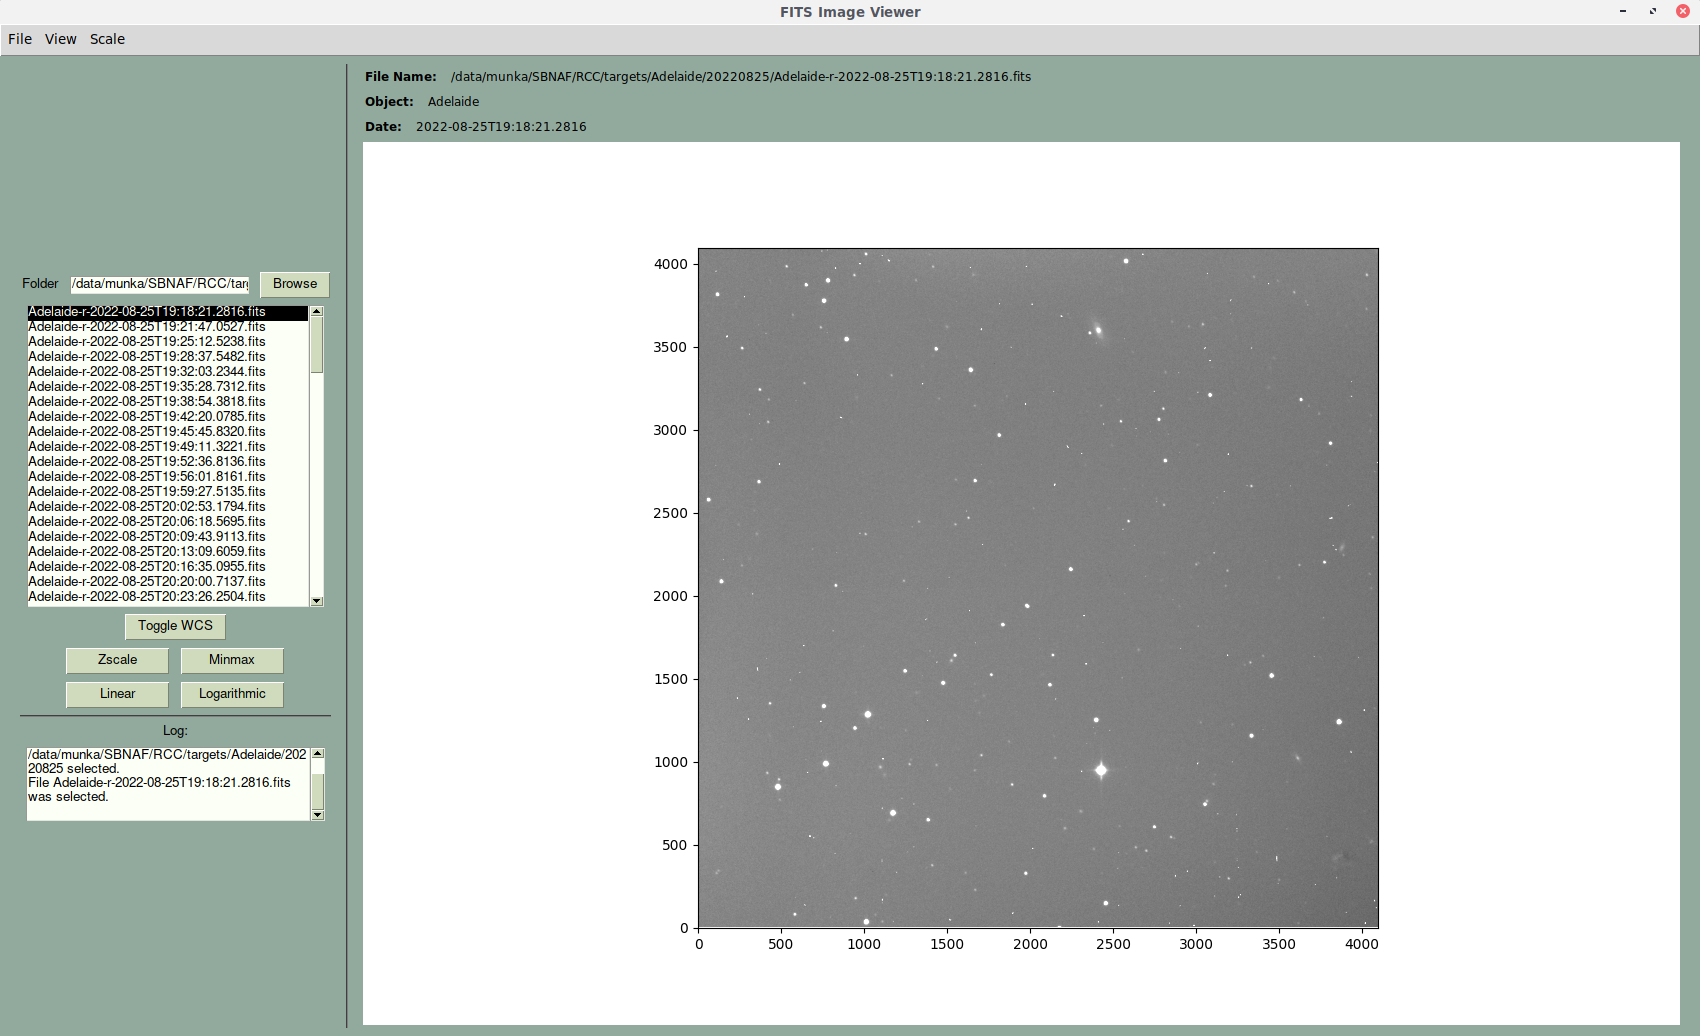 FITS Image Viewer
File View Scale
File Name: /data/munka/SBNAF/RCC/targets/Adelaide/20220825/Adelaide-r-2022-08-25T19:18:21.2816.fits
Object: Adelaide
Date: 2022-08-25T19:18:21.2816
Folder /data/munka/SBNAF/RCC/targ Browse
Adelaide-r-2022-08-25T19:18:21.2816.fits
Adelaide-r-2022-08-25T19:21:47.0527.fits
Adelaide-r-2022-08-25T19:25:12.5238.fits
Adelaide-r-2022-08-25T19:28:37.5482.fits
Adelaide-r-2022-08-25T19:32:03.2344.fits
Adelaide-r-2022-08-25T19:35:28.7312.fits
Adelaide-r-2022-08-25T19:38:54.3818.fits
Adelaide-r-2022-08-25T19:42:20.0785.fits
Adelaide-r-2022-08-25T19:45:45.8320.fits
Adelaide-r-2022-08-25T19:49:11.3221.fits
Adelaide-r-2022-08-25T19:52:36.8136.fits
Adelaide-r-2022-08-25T19:56:01.8161.fits
Adelaide-r-2022-08-25T19:59:27.5135.fits
Adelaide-r-2022-08-25T20:02:53.1794.fits
Adelaide-r-2022-08-25T20:06:18.5695.fits
Adelaide-r-2022-08-25T20:09:43.9113.fits
Adelaide-r-2022-08-25T20:13:09.6059.fits
Adelaide-r-2022-08-25T20:16:35.0955.fits
Adelaide-r-2022-08-25T20:20:00.7137.fits
Adelaide-r-2022-08-25T20:23:26.2504.fits
Toggle WCS
Zscale Minmax
Linear Logarithmic
Log:
/data/munka/SBNAF/RCC/targets/Adelaide/202
20825 selected.
File Adelaide-r-2022-08-25T19:18:21.2816.fits
was selected.
4000
3500
3000
2500
2000
1500
1000
500
0
0 500 1000 1500 2000 2500 3000 3500 4000